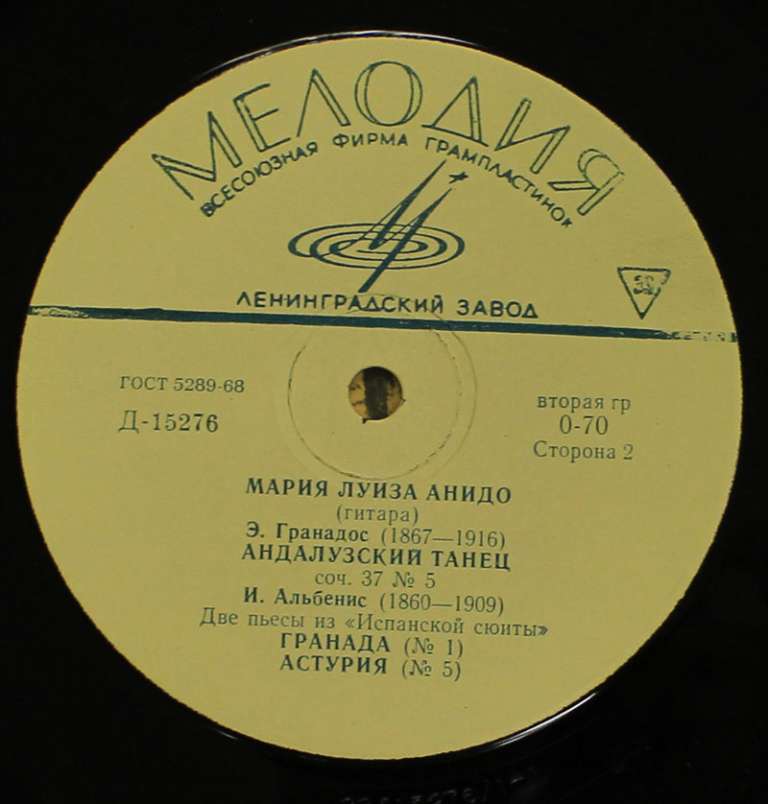 МЕЛОДИЯ
ВСЕСОЮЗНАЯ ФИРМА ГРАМПЛАСТИНОК
ЛЕНИНГРАДСКИЙ ЗАВОД
ГОСТ 5289-68
Д-15276
вторая гр
0-70
Сторона 2
МАРИЯ ЛУИЗА АНИДО
(гитара)
Э. Гранадос (1867—1916)
АНДАЛУЗСКИЙ ТАНЕЦ
соч. 37 № 5
И. Альбенис (1860—1909)
Две пьесы из «Испанской сюиты»
ГРАНАДА (№ 1)
АСТУРИЯ (№ 5)